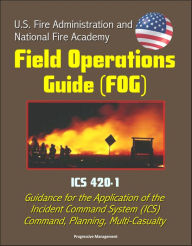 U.S. Fire Administration and
National Fire Academy
Field Operations
Guide (FOG)
ICS 420-1
Guidance for the Application of the
Incident Command System (ICS)
Command, Planning, Multi-Casualty
Progressive Management